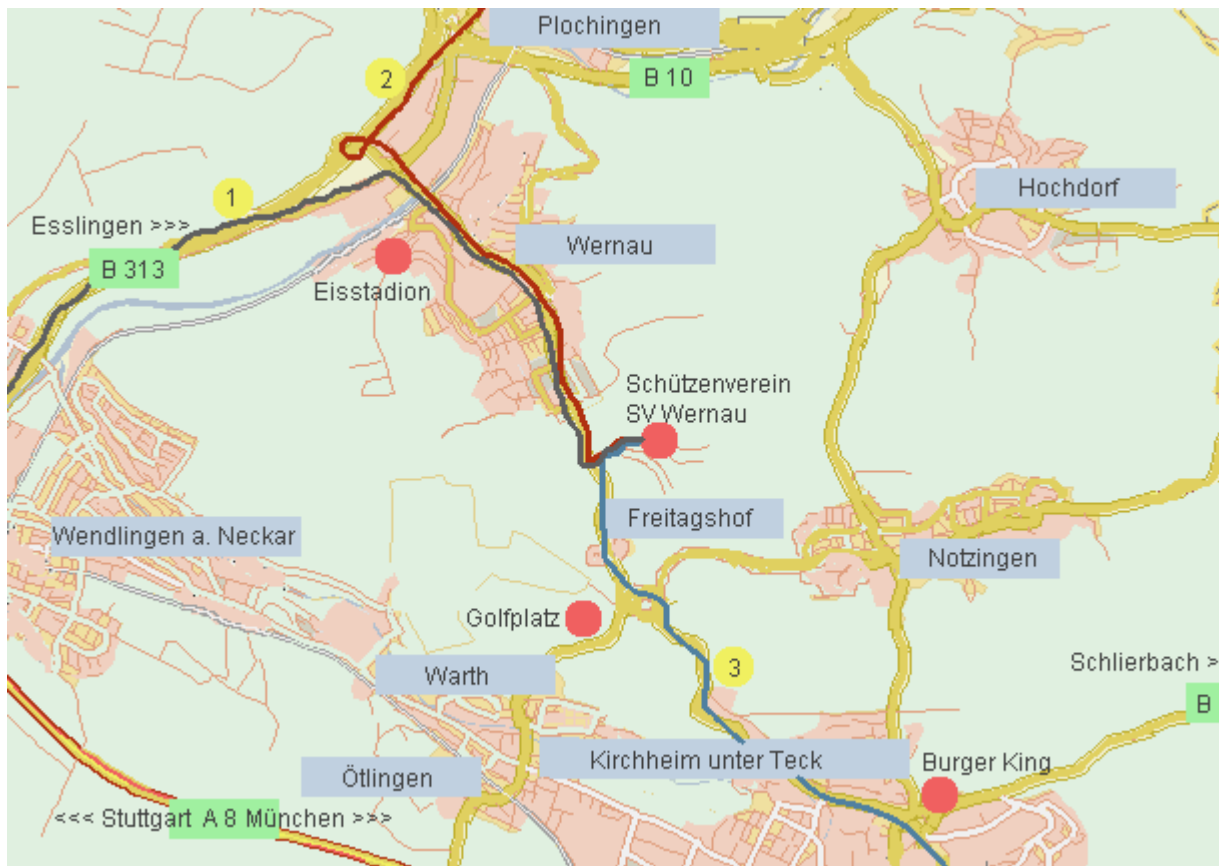 Plochingen
B 10
2
1
Hochdorf
Esslingen >>>
Wernau
B 313
Eisstadion
Schützenverein
SV Wernau
Freitagshof
Wendlingen a. Neckar
Notzingen
Golfplatz
Warth
3
Schlierbach >
B
Kirchheim unter Teck
Burger King
Ötlingen
<<< Stuttgart A 8 München >>>